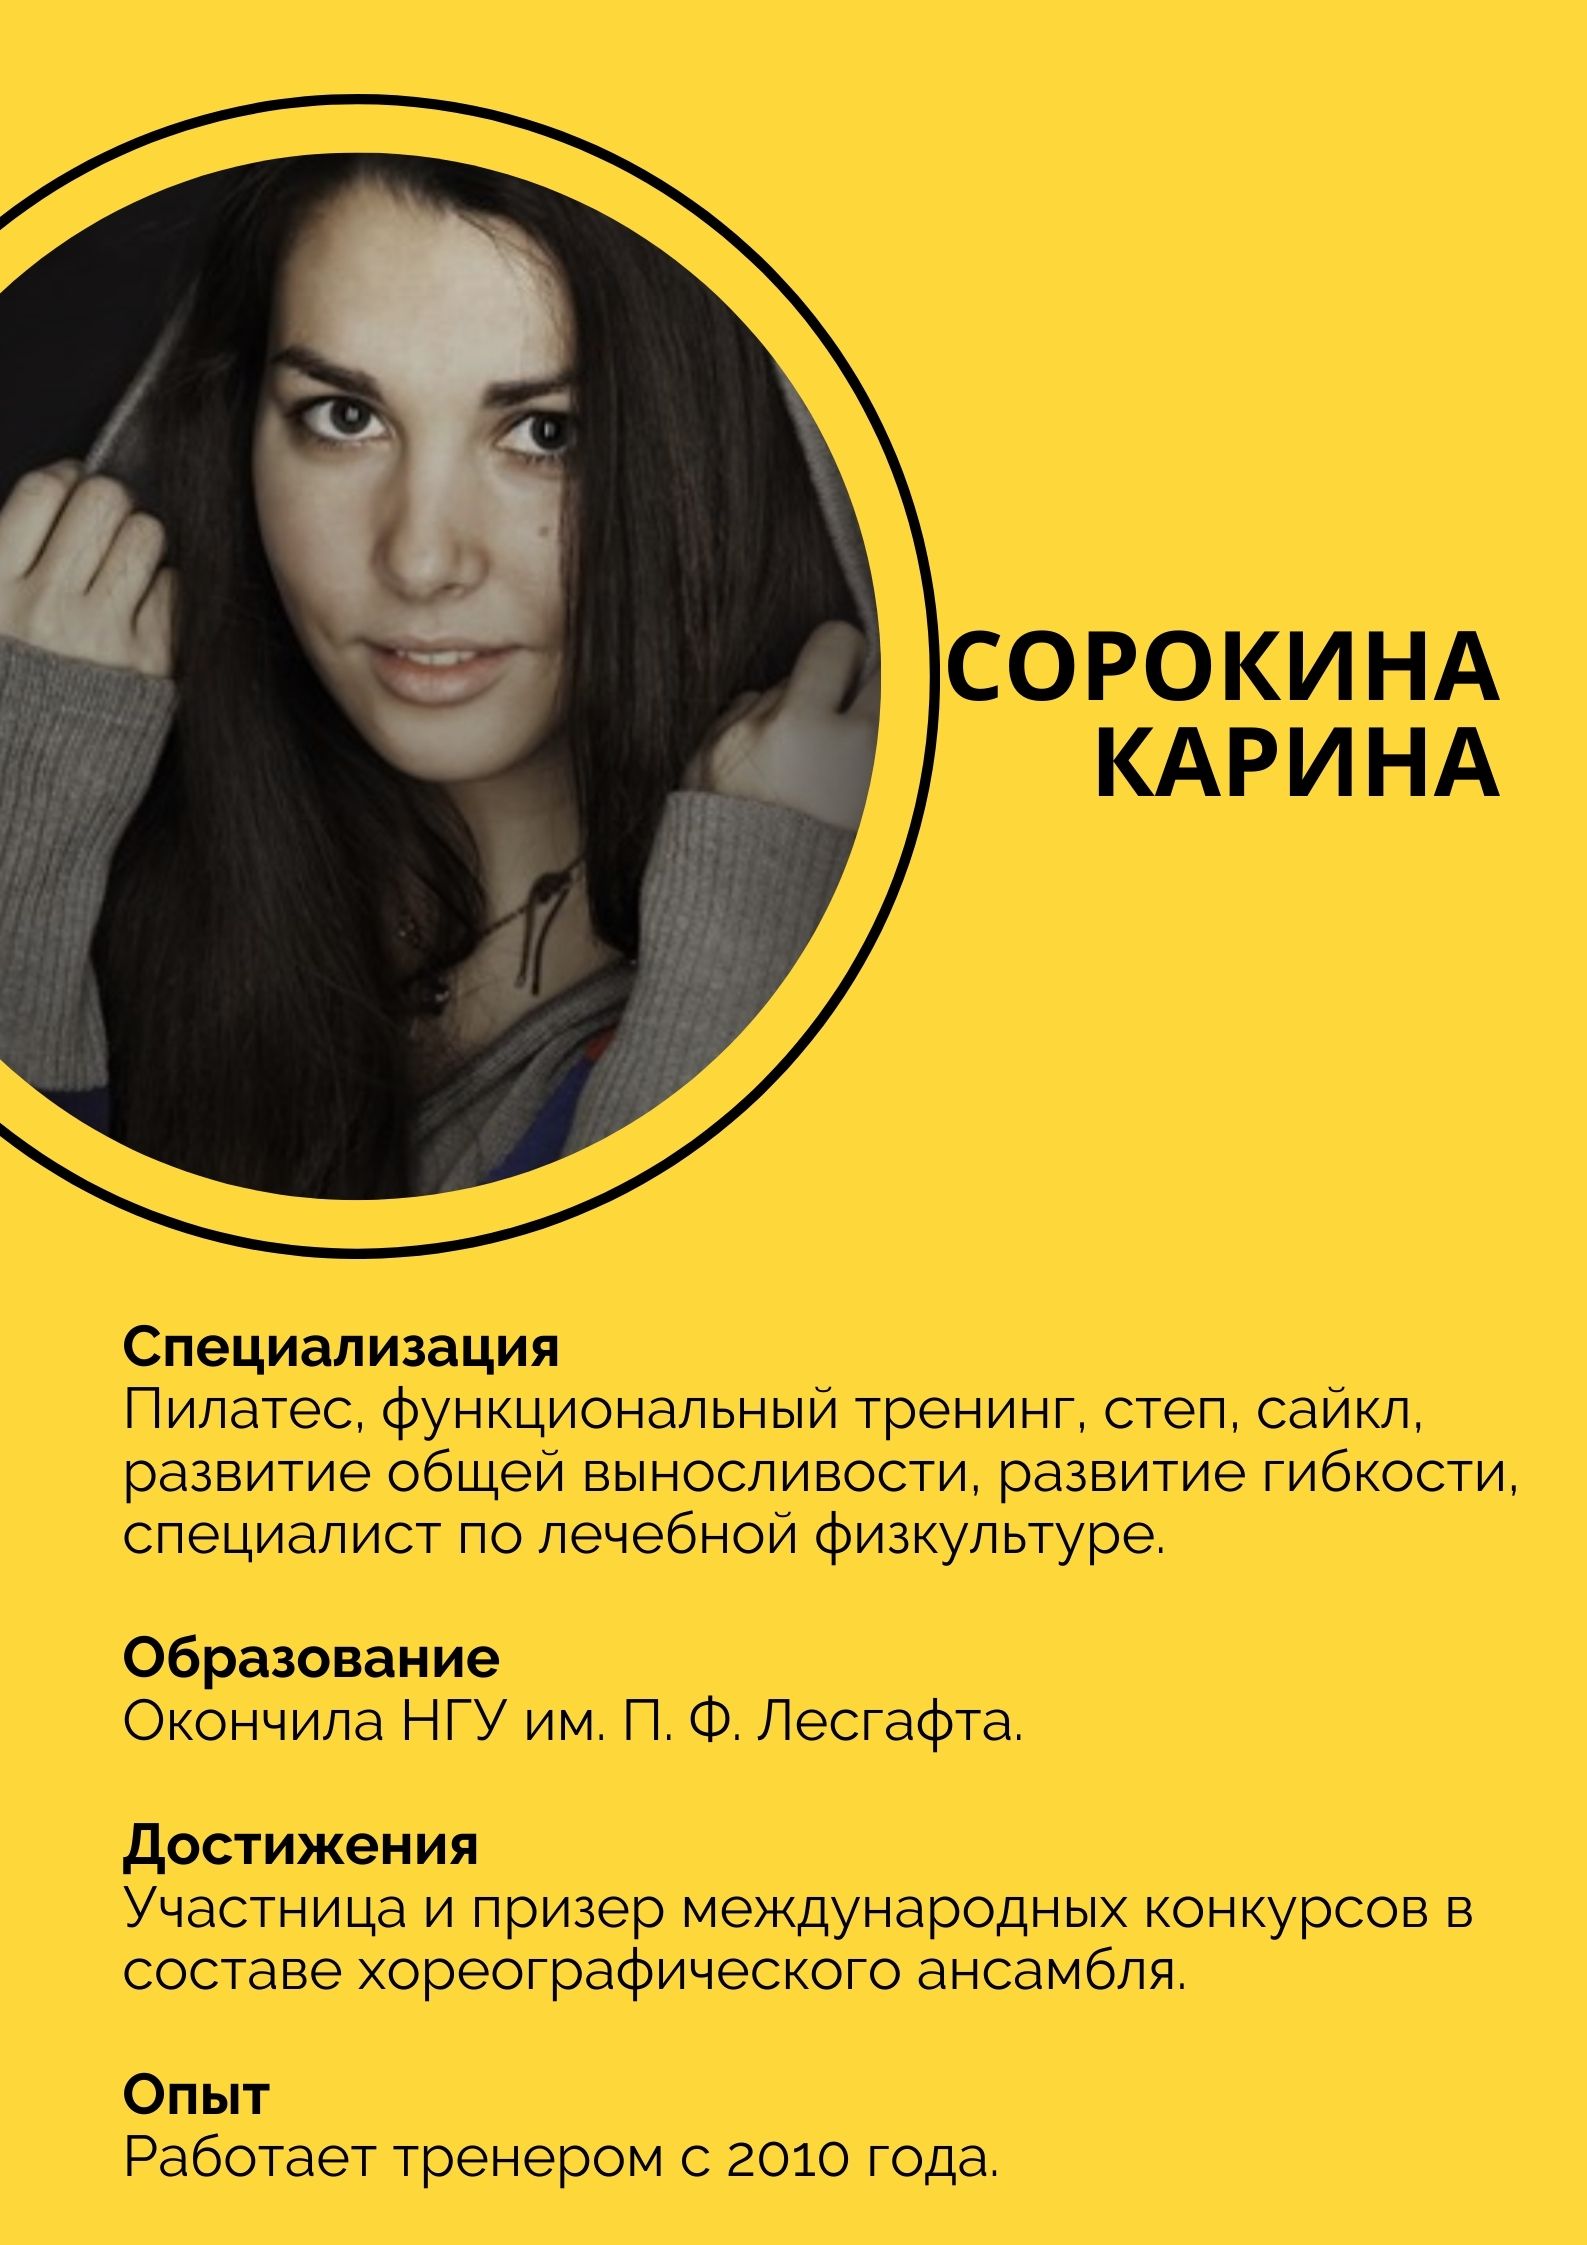 СОРОКИНА
КАРИНА
Специализация
Пилатес, функциональный тренинг, степ, сайкл,
развитие общей выносливости, развитие гибкости,
специалист по лечебной физкультуре.
Образование
Окончила НГУ им. П. Ф. Лесгафта.
Достижения
Участница и призер международных конкурсов в
составе хореографического ансамбля.
Опыт
Работает тренером с 2010 года.